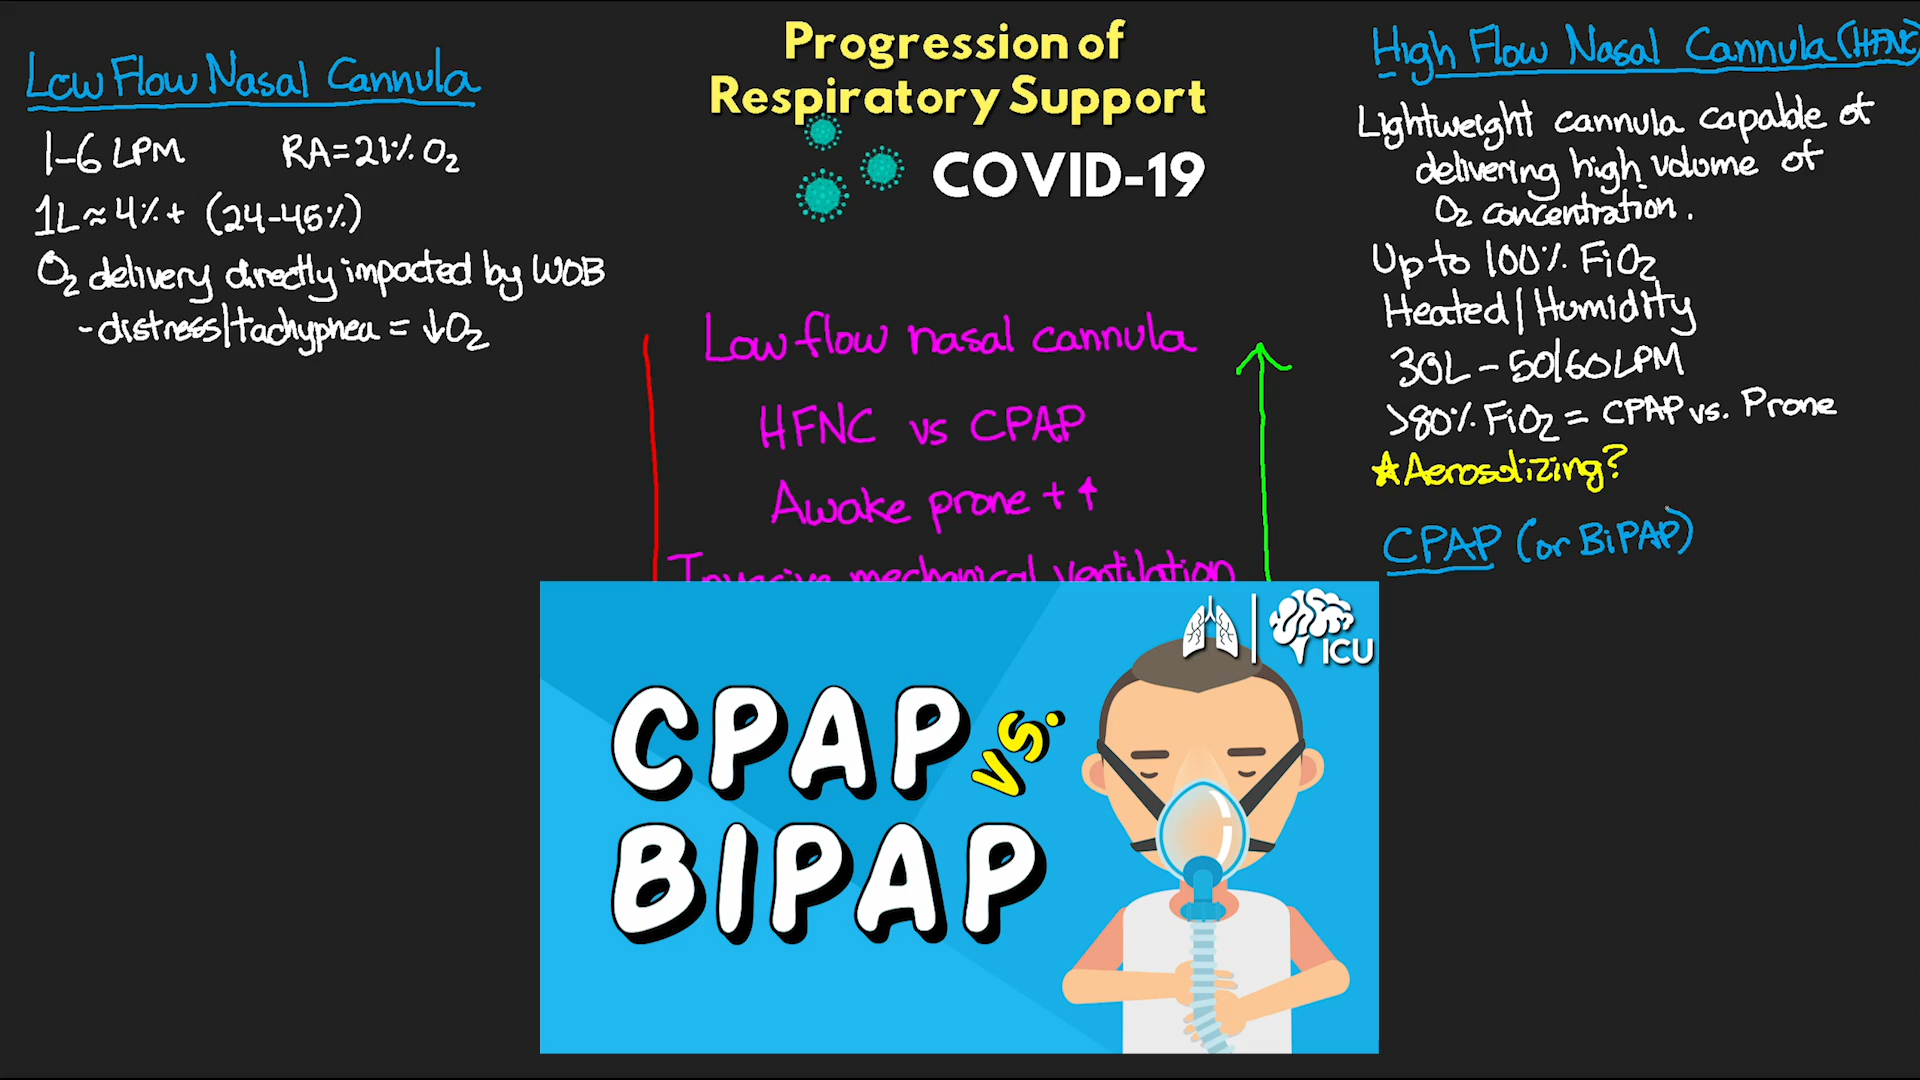 Progression of
Respiratory Support
COVID-19
Low Flow Nasal Cannula
1-6 LPM RA=21% O2
1L≈4%+ (24-45%)
O2 delivery directly impacted by WOB
-distress/tachypnea = ↓O2
Low flow nasal cannula
HFNC vs CPAP
Awake prone + ↑
Invasive mechanical ventilation
High Flow Nasal Cannula (HFNC)
Lightweight cannula capable of
delivering high volume of
O2 concentration.
Up to 100% FiO2
Heated/Humidity
30L - 50/60 LPM
>80% FiO2 = CPAP vs. Prone
☆Aerosolizing?
CPAP (or BiPAP)
ICU
CPAP vs.
BIPAP